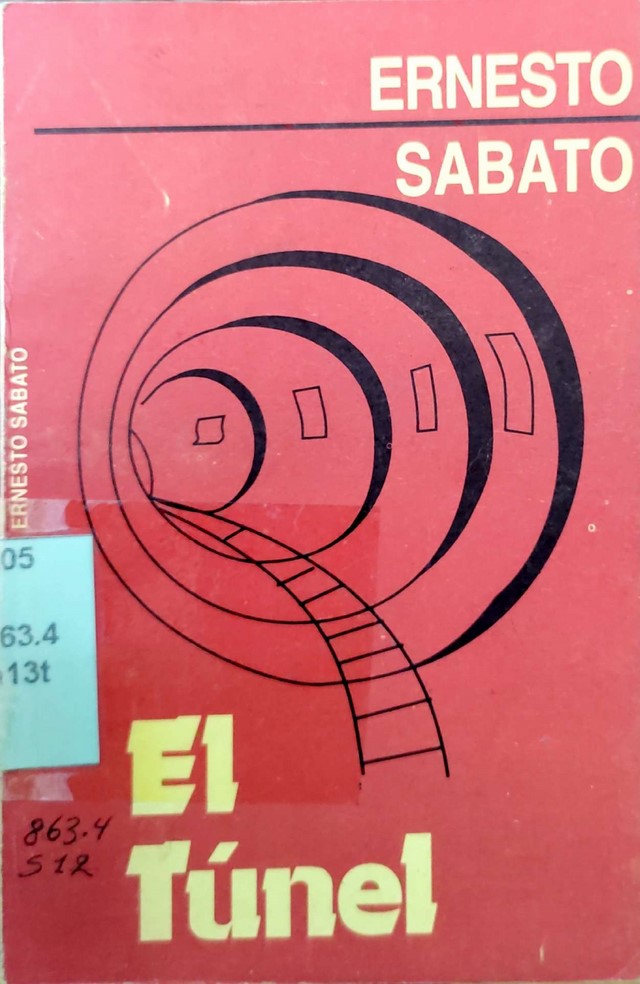 ERNESTO
SABATO
ERNESTO SABATO
05
63.4
13t
El
Túnel
863.4
S12